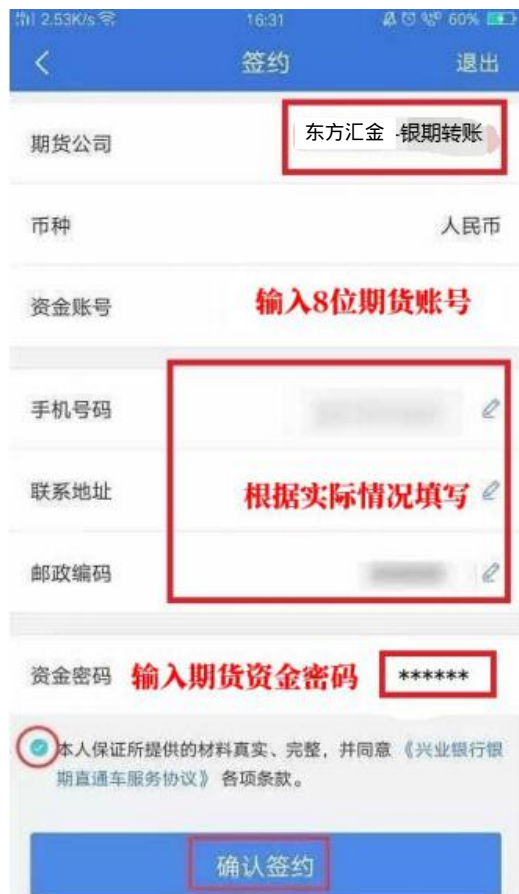 2.53K/s 16:31 60%
签约 退出
期货公司 东方汇金 -银期转账
币种 人民币
资金账号 输入8位期货账号
手机号码
联系地址 根据实际情况填写
邮政编码
资金密码 输入期货资金密码 ******
本人保证所提供的材料真实、完整，并同意《兴业银行银
期直通车服务协议》各项条款。
确认签约